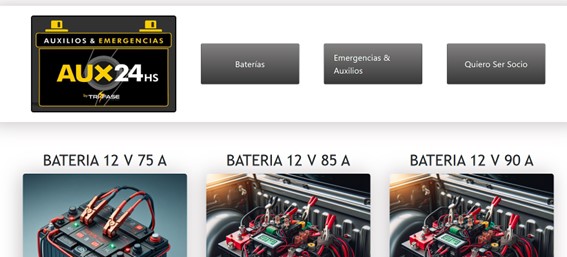 AUXILIOS & EMERGENCIAS
AUX24HS
by TRIFASE
Baterías
Emergencias &
Auxilios
Quiero Ser Socio
BATERIA 12 V 75 A
BATERIA 12 V 85 A
BATERIA 12 V 90 A